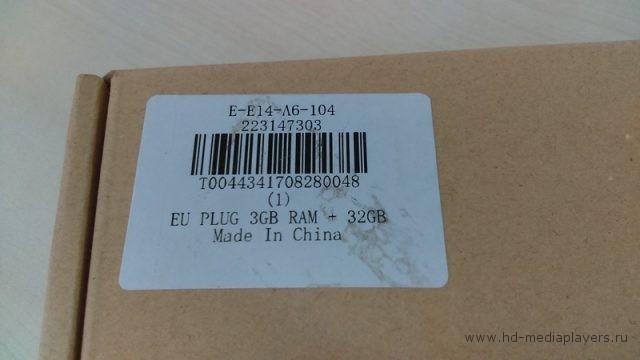 E-E14-A6-104
223147303
T0044341708280048
(1)
EU PLUG 3GB RAM + 32GB
Made In China
www.hd-mediaplayers.ru